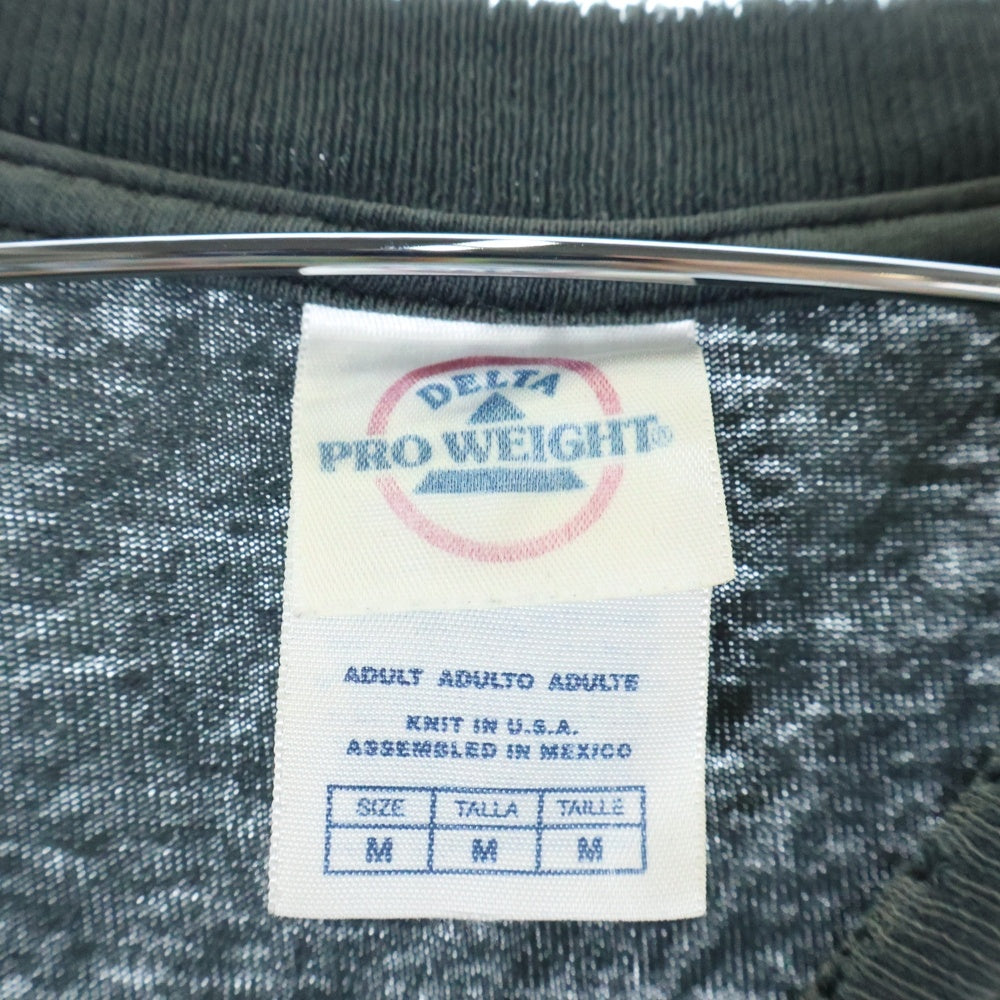 DELTA
PRO WEIGHT®
ADULT ADULTO ADULTE
KNIT IN U.S.A.
ASSEMBLED IN MEXICO
SIZE TALLA TAILLE
M M M